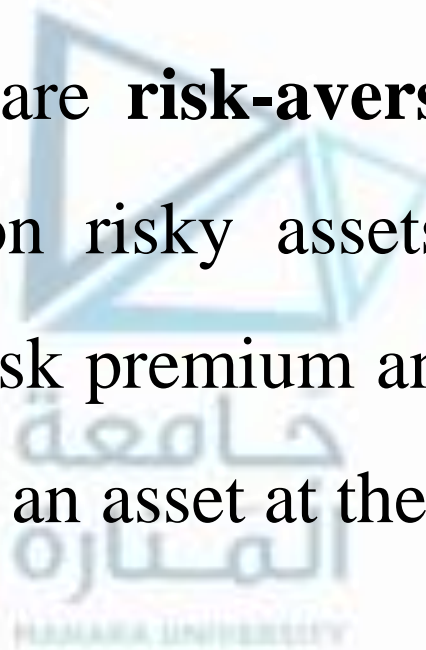 are risk-avers
on risky assets
sk premium an
جامعة
an asset at the
المنارة
MANARA UNIVERSITY